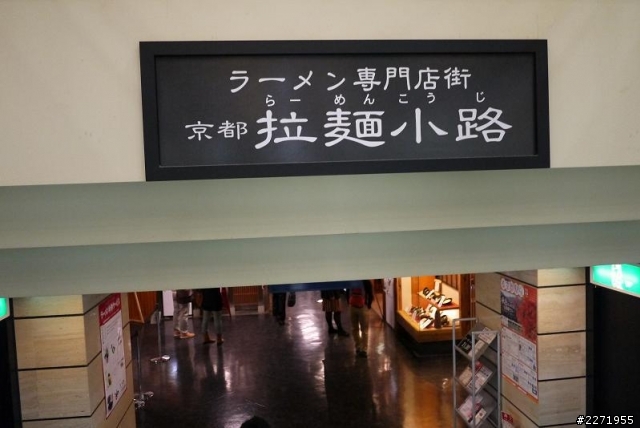 ラーメン専門店街
らーめんこうじ
京都 拉麺小路
#2271955